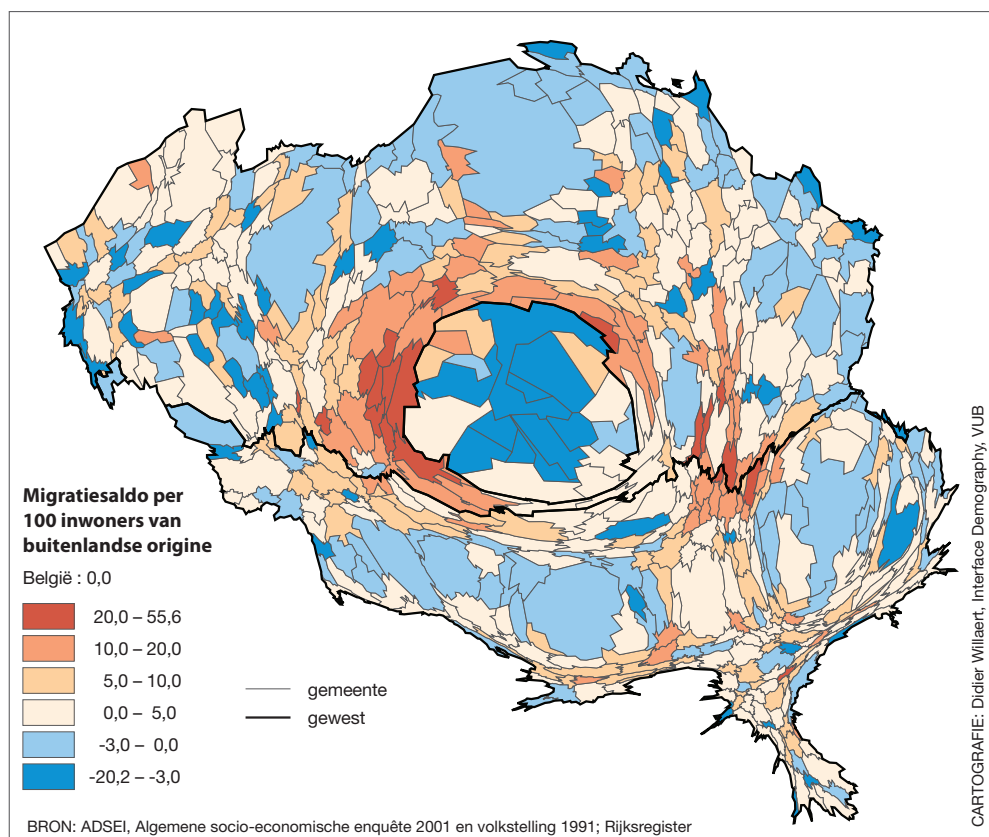 Migratiesaldo per
100 inwoners van
buitenlandse origine
België : 0,0
20,0 – 55,6
10,0 – 20,0
5,0 – 10,0
0,0 – 5,0
-3,0 – 0,0
-20,2 – -3,0
gemeente
gewest
BRON: ADSEI, Algemene socio-economische enquête 2001 en volkstelling 1991; Rijksregister
CARTOGRAFIE: Didier Willaert, Interface Demography, VUB